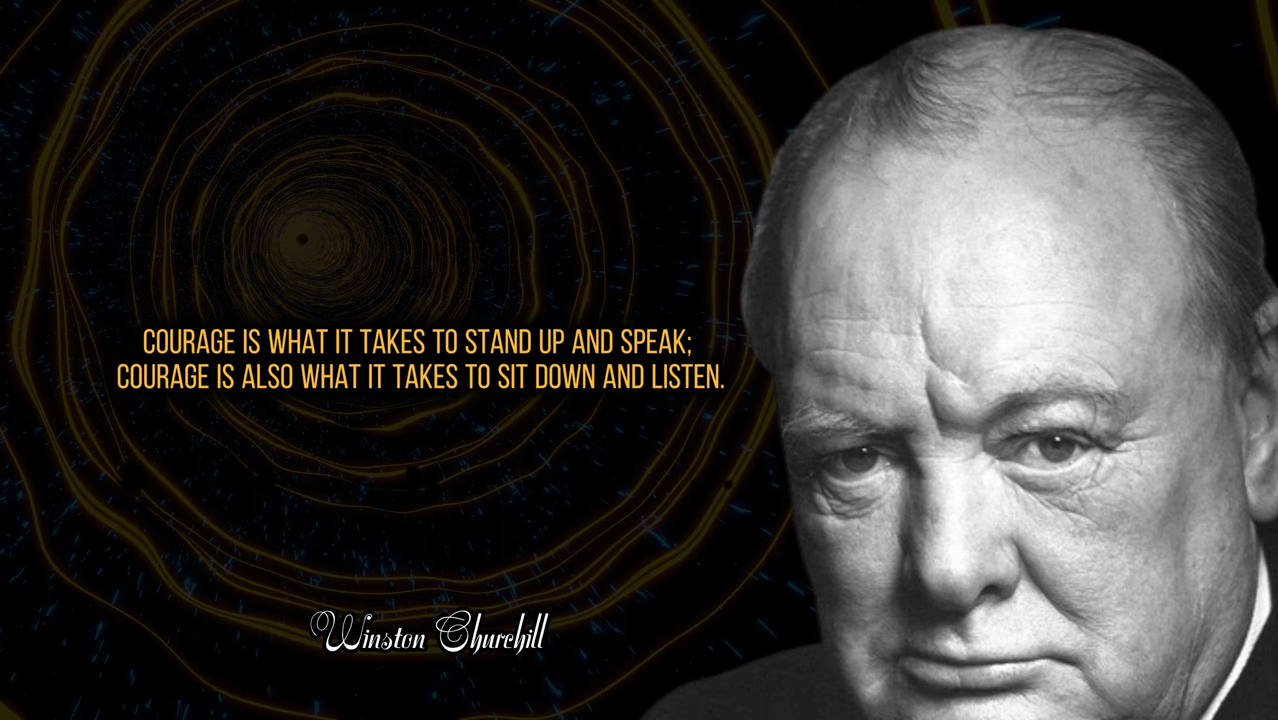 COURAGE IS WHAT IT TAKES TO STAND UP AND SPEAK;
COURAGE IS ALSO WHAT IT TAKES TO SIT DOWN AND LISTEN.
Winston Churchill